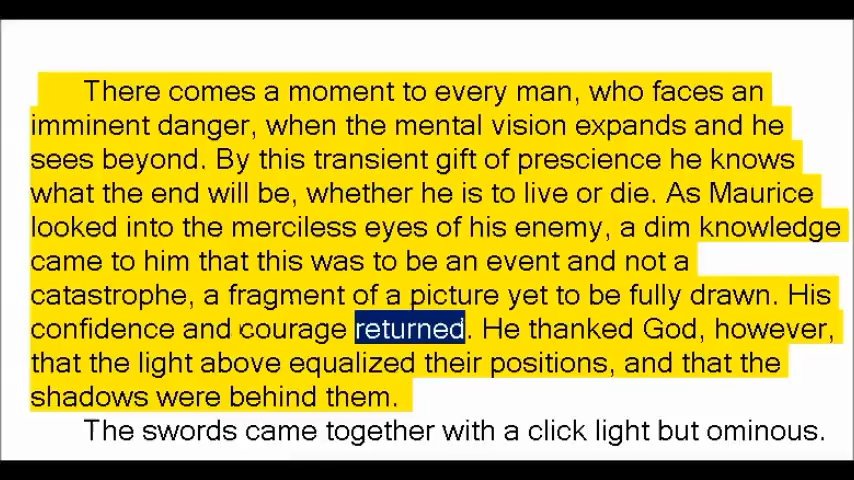 There comes a moment to every man, who faces an
imminent danger, when the mental vision expands and he
sees beyond. By this transient gift of prescience he knows
what the end will be, whether he is to live or die. As Maurice
looked into the merciless eyes of his enemy, a dim knowledge
came to him that this was to be an event and not a
catastrophe, a fragment of a picture yet to be fully drawn. His
confidence and courage returned. He thanked God, however,
that the light above equalized their positions, and that the
shadows were behind them.
The swords came together with a click light but ominous.